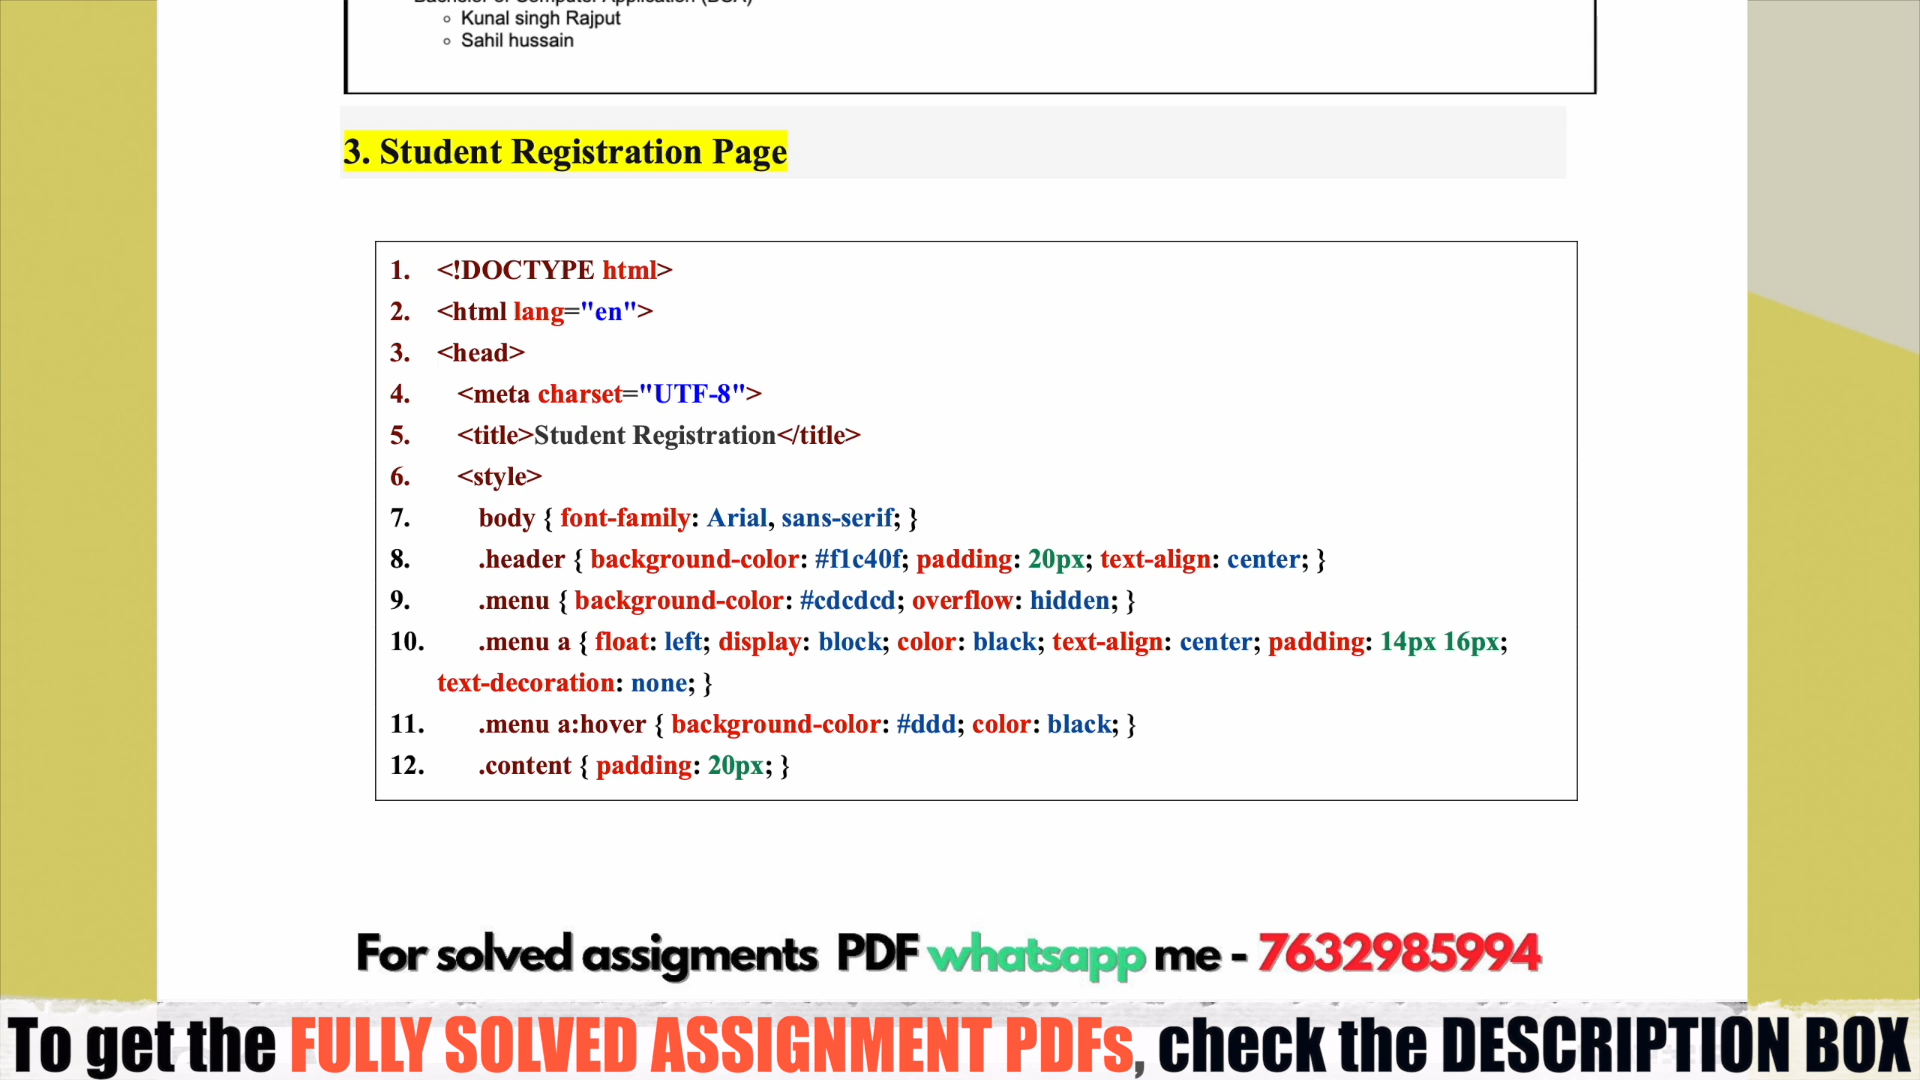 Bachelor of Computer Application (BCA)
Kunal singh Rajput
Sahil hussain
3. Student Registration Page
1. <!DOCTYPE html>
2. <html lang="en">
3. <head>
4. <meta charset="UTF-8">
5. <title>Student Registration</title>
6. <style>
7. body { font-family: Arial, sans-serif; }
8. .header { background-color: #f1c40f; padding: 20px; text-align: center; }
9. .menu { background-color: #cdcdcd; overflow: hidden; }
10. .menu a { float: left; display: block; color: black; text-align: center; padding: 14px 16px;
text-decoration: none; }
11. .menu a:hover { background-color: #ddd; color: black; }
12. .content { padding: 20px; }
For solved assigments PDF whatsapp me - 7632985994
To get the FULLY SOLVED ASSIGNMENT PDFs, check the DESCRIPTION BOX